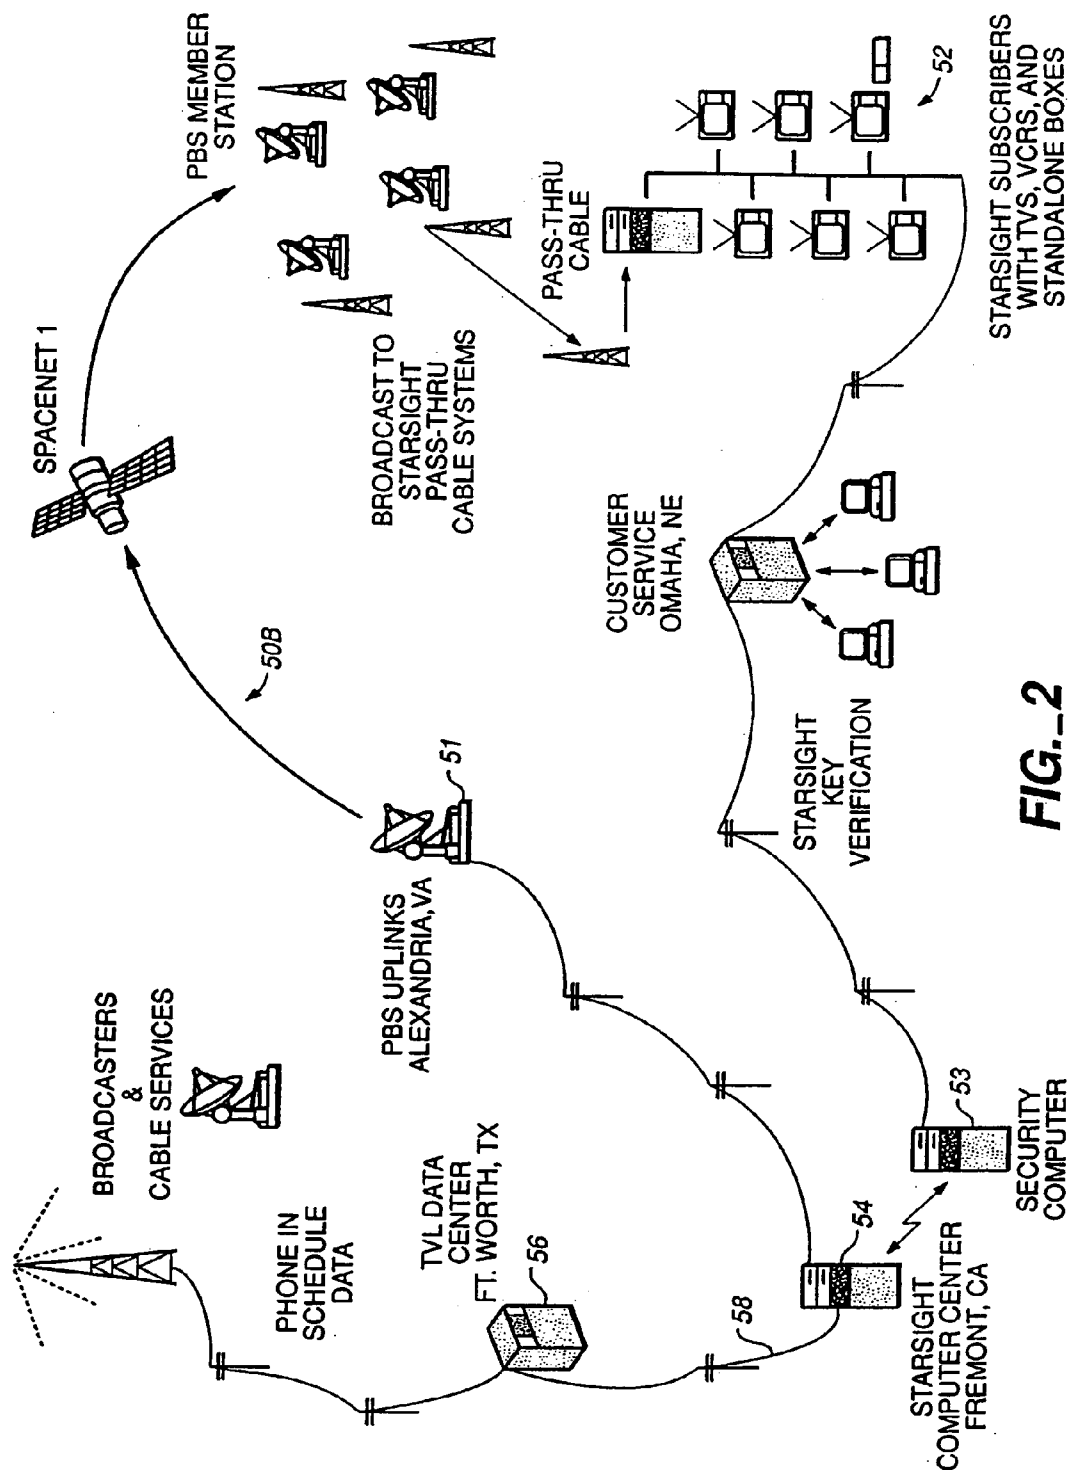 BROADCASTERS
&
CABLE SERVICES
PHONE IN
SCHEDULE
DATA
TVL DATA
CENTER
FT. WORTH, TX
56
58
STARSIGHT
COMPUTER CENTER
FREMONT, CA
54
SECURITY
COMPUTER
53
PBS UPLINKS
ALEXANDRIA, VA
51
50B
SPACENET 1
PBS MEMBER
STATION
BROADCAST TO
STARSIGHT
PASS-THRU
CABLE SYSTEMS
PASS-THRU
CABLE
CUSTOMER
SERVICE
OMAHA, NE
STARSIGHT
KEY
VERIFICATION
52
STARSIGHT SUBSCRIBERS
WITH TVS, VCRS, AND
STANDALONE BOXES
FIG._2